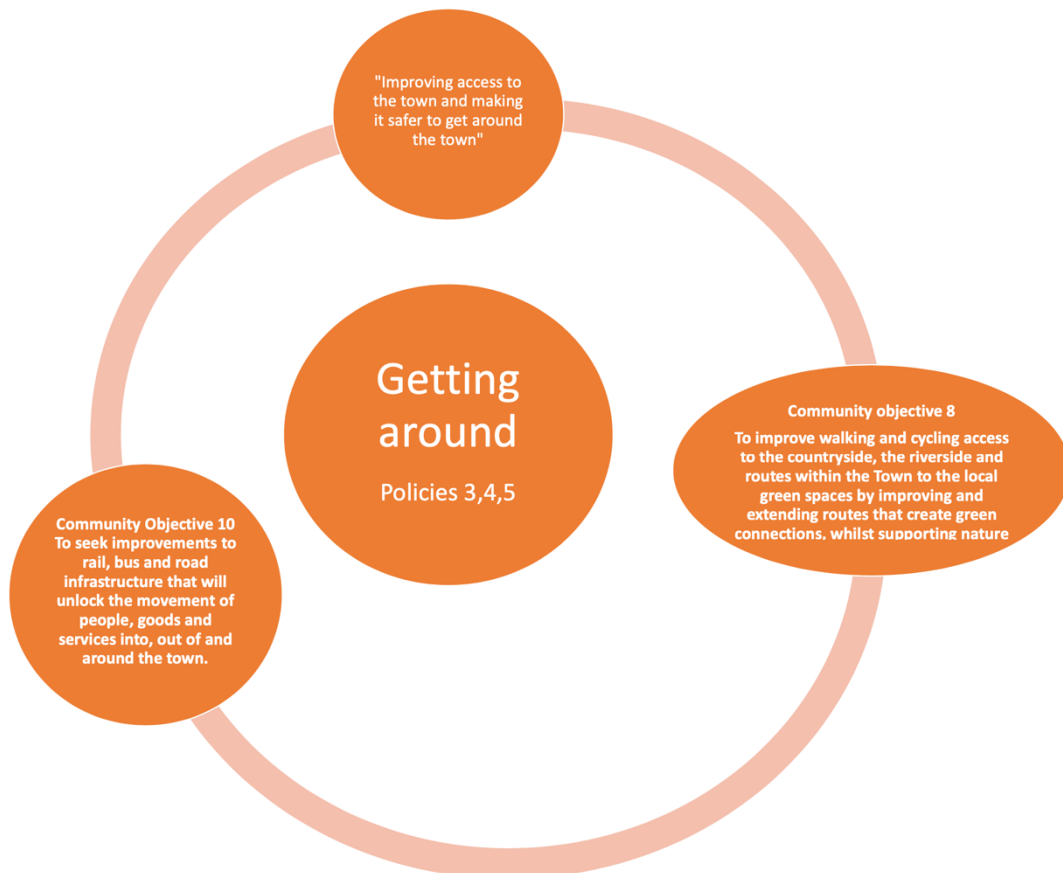 "Improving access to
the town and making
it safer to get around
the town"
Getting
around
Policies 3,4,5
Community objective 8
To improve walking and cycling access
to the countryside, the riverside and
routes within the Town to the local
green spaces by improving and
extending routes that create green
connections, whilst supporting nature
Community Objective 10
To seek improvements to
rail, bus and road
infrastructure that will
unlock the movement of
people, goods and
services into, out of and
around the town.